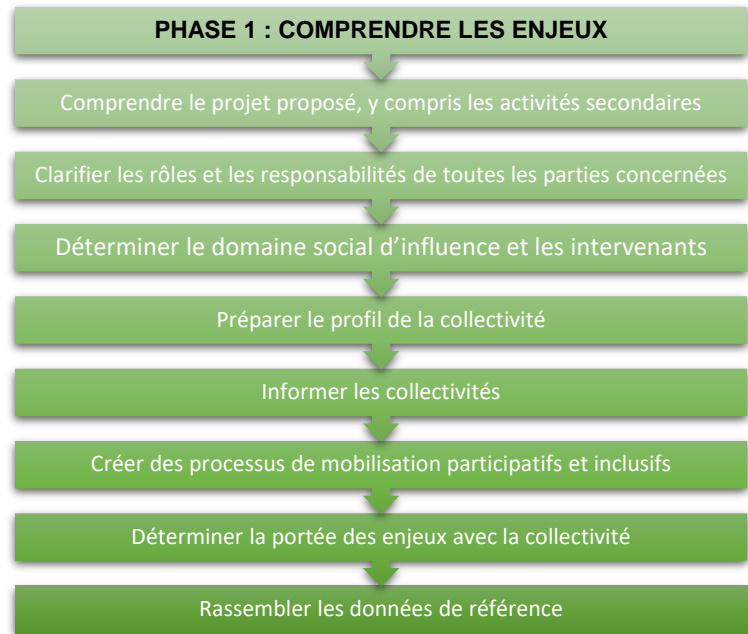 PHASE 1 : COMPRENDRE LES ENJEUX
Comprendre le projet proposé, y compris les activités secondaires
Clarifier les rôles et les responsabilités de toutes les parties concernées
Déterminer le domaine social d’influence et les intervenants
Préparer le profil de la collectivité
Informer les collectivités
Créer des processus de mobilisation participatifs et inclusifs
Déterminer la portée des enjeux avec la collectivité
Rassembler les données de référence